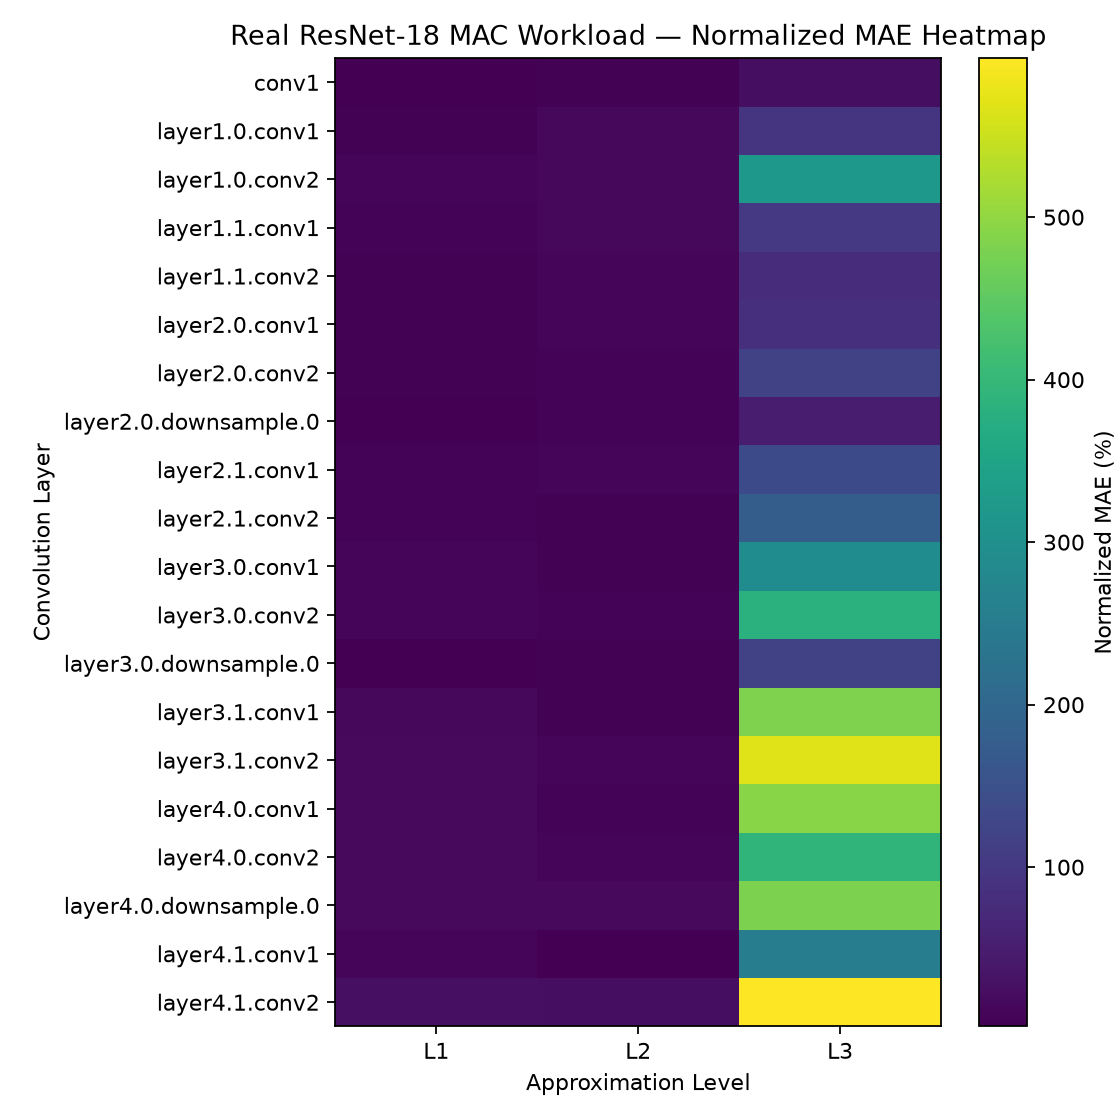 Real ResNet-18 MAC Workload — Normalized MAE Heatmap
Convolution Layer
conv1
layer1.0.conv1
layer1.0.conv2
layer1.1.conv1
layer1.1.conv2
layer2.0.conv1
layer2.0.conv2
layer2.0.downsample.0
layer2.1.conv1
layer2.1.conv2
layer3.0.conv1
layer3.0.conv2
layer3.0.downsample.0
layer3.1.conv1
layer3.1.conv2
layer4.0.conv1
layer4.0.conv2
layer4.0.downsample.0
layer4.1.conv1
layer4.1.conv2
L1 L2 L3
Approximation Level
500
400
300
200
100
Normalized MAE (%)